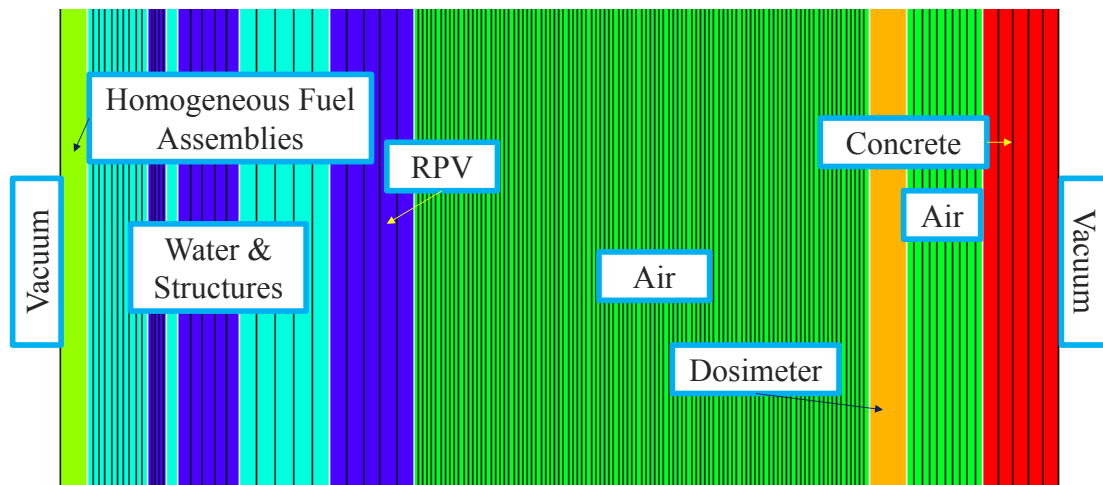 Homogeneous Fuel
Assemblies
RPV
Concrete
Vacuum
Water &
Structures
Air
Air
Vacuum
Dosimeter